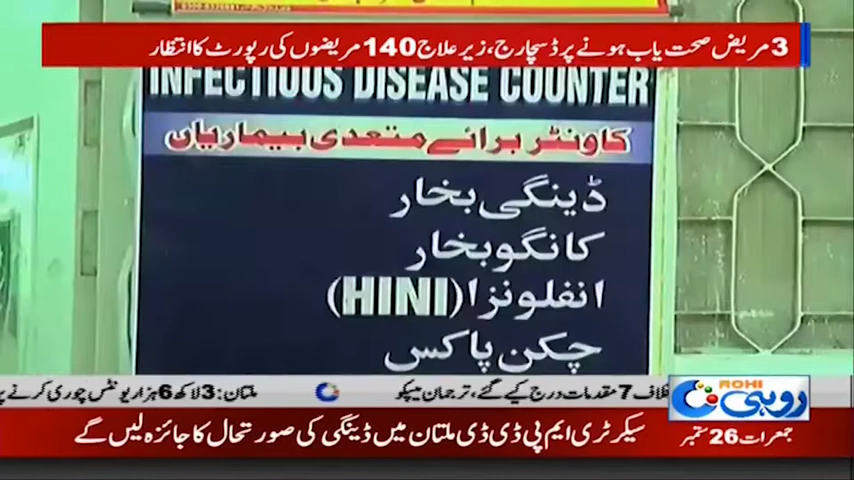 3 مریض صحت یاب ہونے پر ڈسچارج، زیر علاج 140 مریضوں کی رپورٹ کا انتظار
INFECTIOUS DISEASE COUNTER
کاونٹر برائے متعدی بیماریاں
ڈینگی بخار
کانگو بخار
انفلونزا (HINI)
چکن پاکس
خلاف 7 مقدمات درج کیے گئے، ترجمان میپکو
ملتان: 3 لاکھ 6 ہزار یونٹس چوری کرنے پر
ROHI
روہی
جمعرات 26 ستمبر
سیکرٹری ایم پی ڈی ڈی ملتان میں ڈینگی کی صورتحال کا جائزہ لیں گے